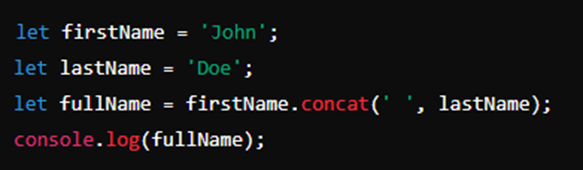 let firstName = 'John';
let lastName = 'Doe';
let fullName = firstName.concat(' ', lastName);
console.log(fullName);